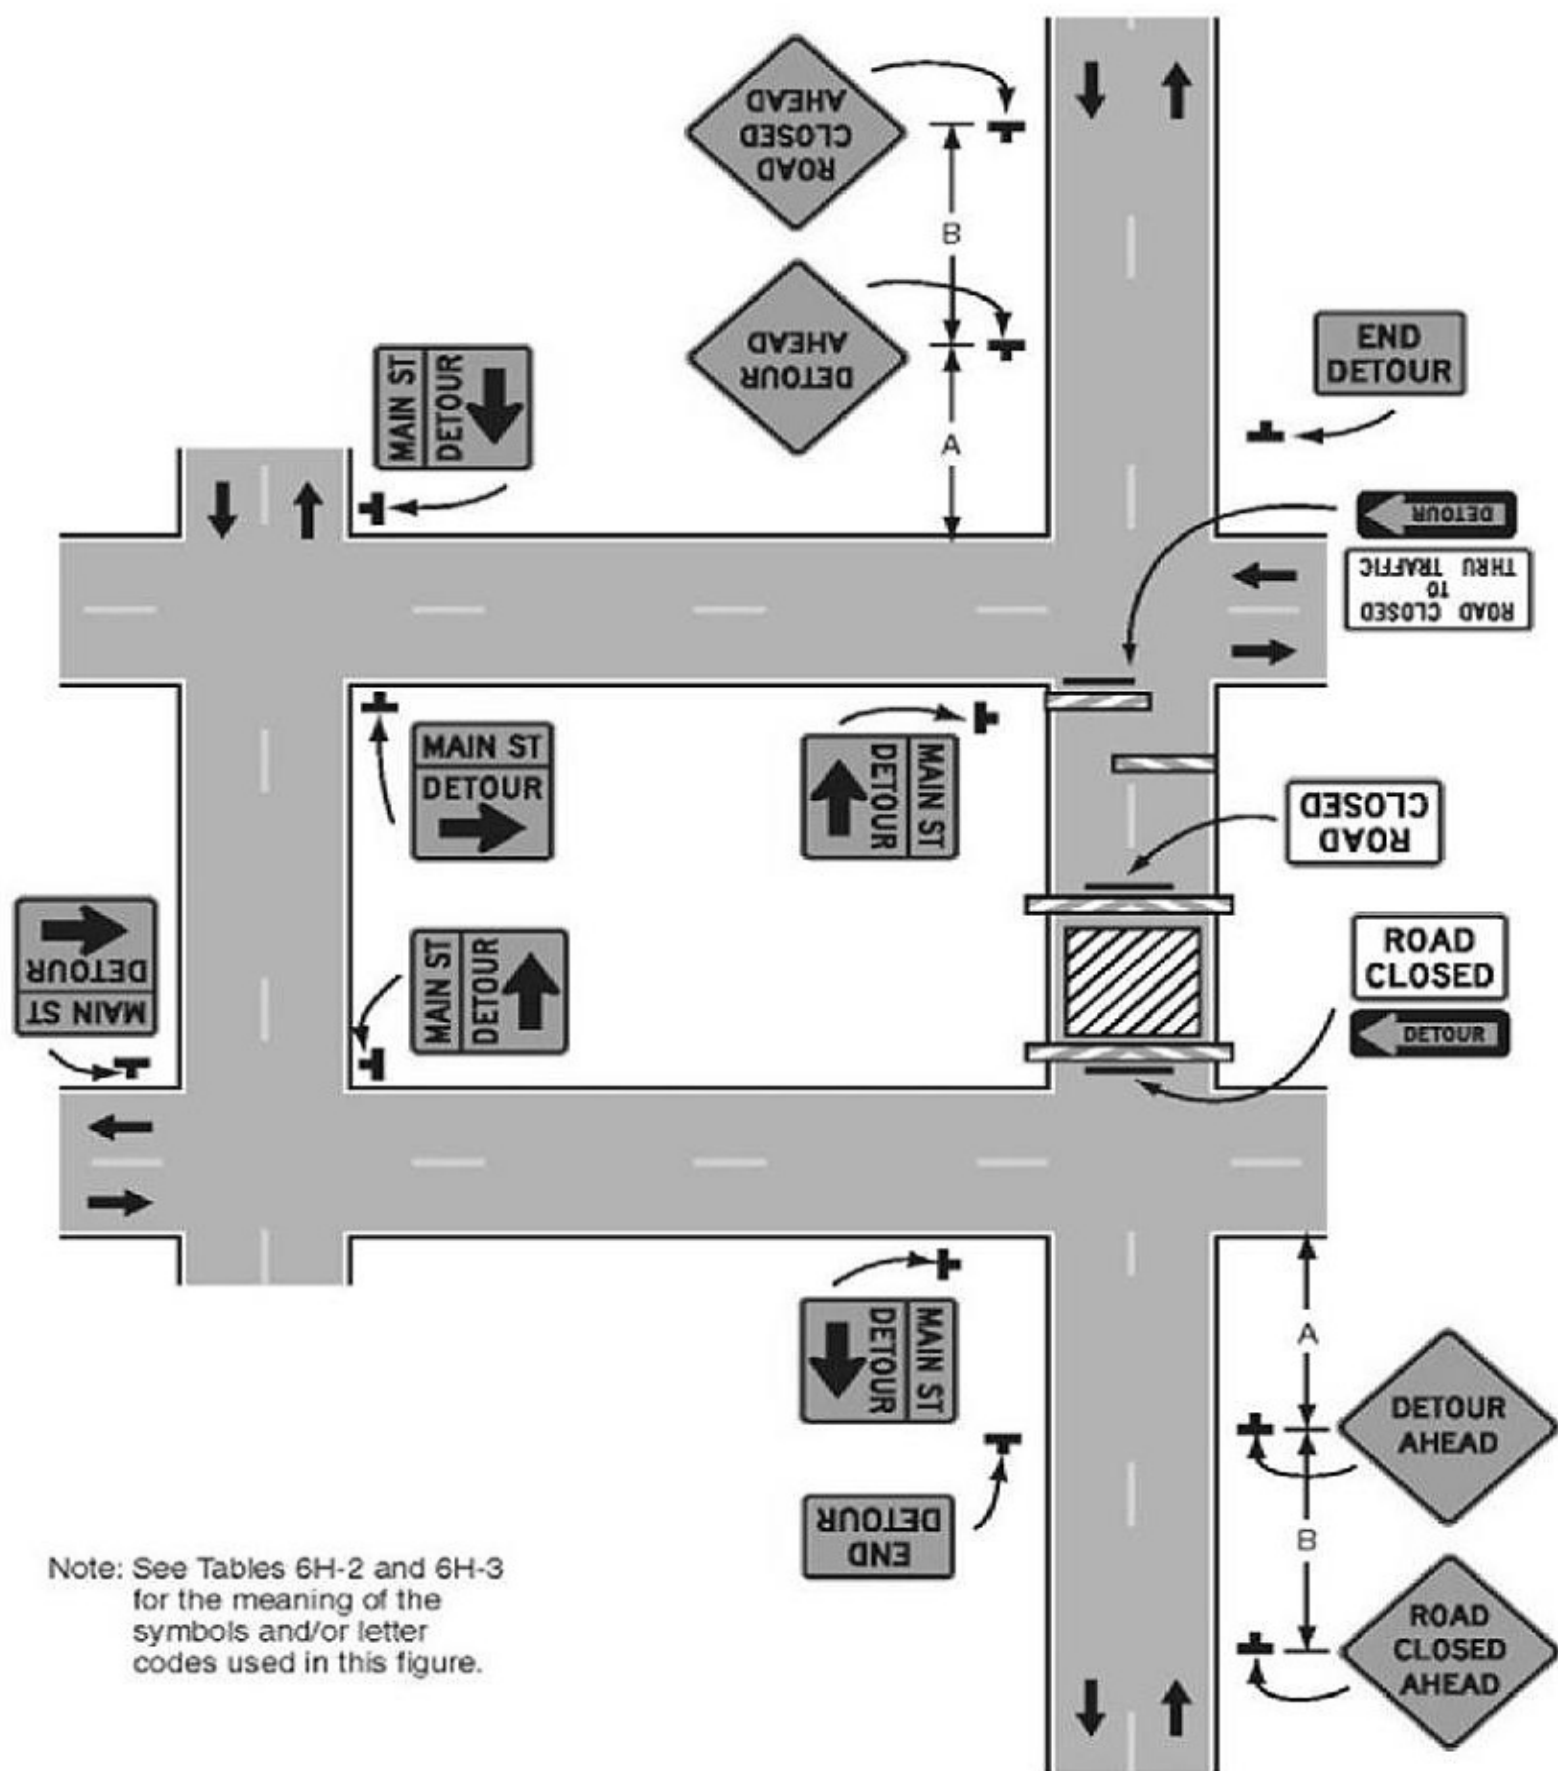 ROAD
CLOSED
AHEAD
B
DETOUR
AHEAD
A
END
DETOUR
MAIN ST
DETOUR
DETOUR
ROAD CLOSED
TO
THRU TRAFFIC
MAIN ST
DETOUR
MAIN ST
DETOUR
ROAD
CLOSED
MAIN ST
DETOUR
MAIN ST
DETOUR
ROAD
CLOSED
DETOUR
MAIN ST
DETOUR
A
DETOUR
AHEAD
END
DETOUR
B
ROAD
CLOSED
AHEAD
Note: See Tables 6H-2 and 6H-3
for the meaning of the
symbols and/or letter
codes used in this figure.